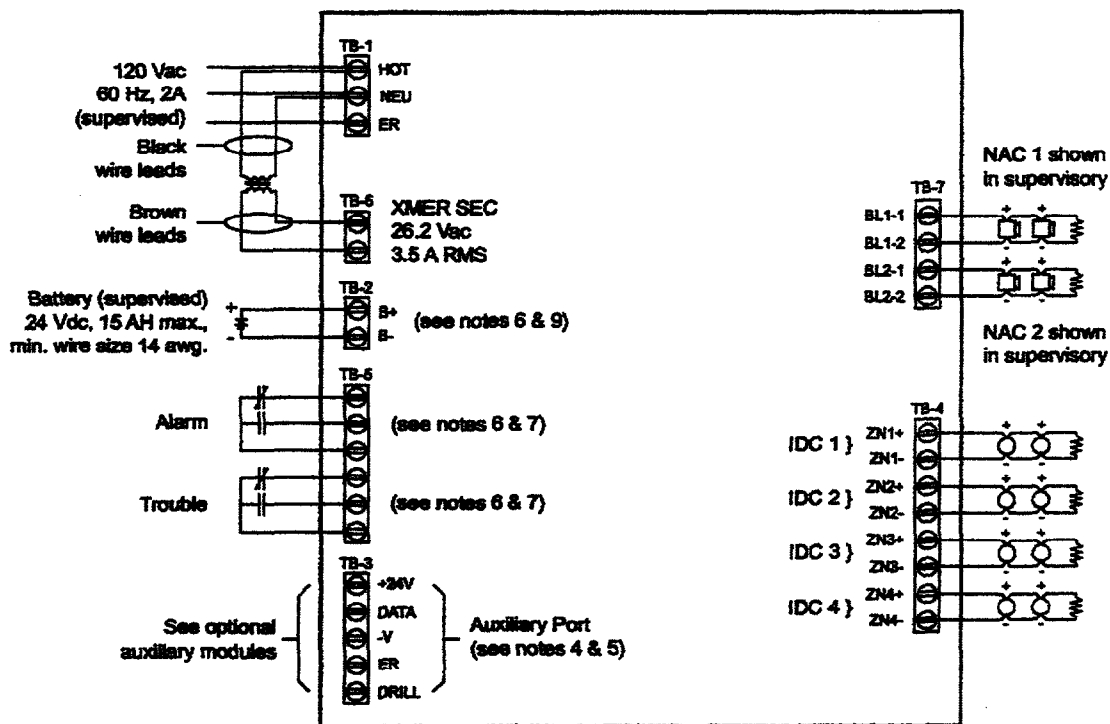 TB-1
120 Vac
60 Hz, 2A
(supervised)
HOT
NEU
ER
Black
wire leads
Brown
wire leads
TB-6
XMER SEC
26.2 Vac
3.5 A RMS
Battery (supervised)
24 Vdc, 15 AH max.,
min. wire size 14 awg.
+
-
TB-2
B+
B-
(see notes 6 & 9)
TB-5
Alarm
(see notes 6 & 7)
Trouble
(see notes 6 & 7)
TB-3
+24V
DATA
-V
ER
DRILL
See optional
auxiliary modules
Auxiliary Port
(see notes 4 & 5)
NAC 1 shown
in supervisory
TB-7
BL1-1
BL1-2
BL2-1
BL2-2
+ +
- -
+ +
- -
NAC 2 shown
in supervisory
TB-4
IDC 1 }
ZN1+
ZN1-
+ +
- -
IDC 2 }
ZN2+
ZN2-
+ +
- -
IDC 3 }
ZN3+
ZN3-
+ +
- -
IDC 4 }
ZN4+
ZN4-
+ +
- -